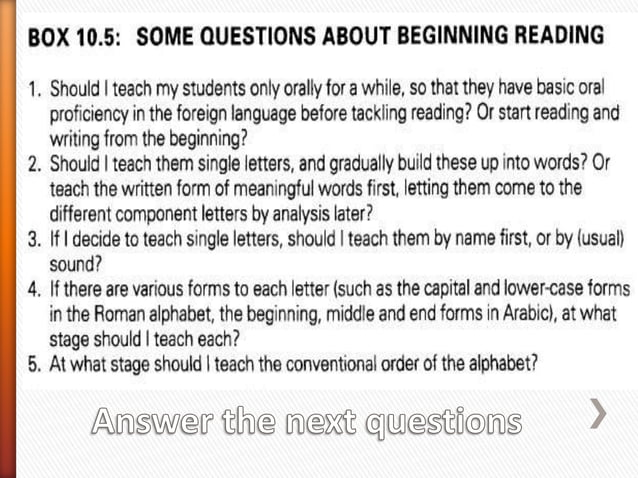 BOX 10.5: SOME QUESTIONS ABOUT BEGINNING READING
1. Should I teach my students only orally for a while, so that they have basic oral
proficiency in the foreign language before tackling reading? Or start reading and
writing from the beginning?
2. Should I teach them single letters, and gradually build these up into words? Or
teach the written form of meaningful words first, letting them come to the
different component letters by analysis later?
3. If I decide to teach single letters, should I teach them by name first, or by (usual)
sound?
4. If there are various forms to each letter (such as the capital and lower-case forms
in the Roman alphabet, the beginning, middle and end forms in Arabic), at what
stage should I teach each?
5. At what stage should I teach the conventional order of the alphabet?
Answer the next questions